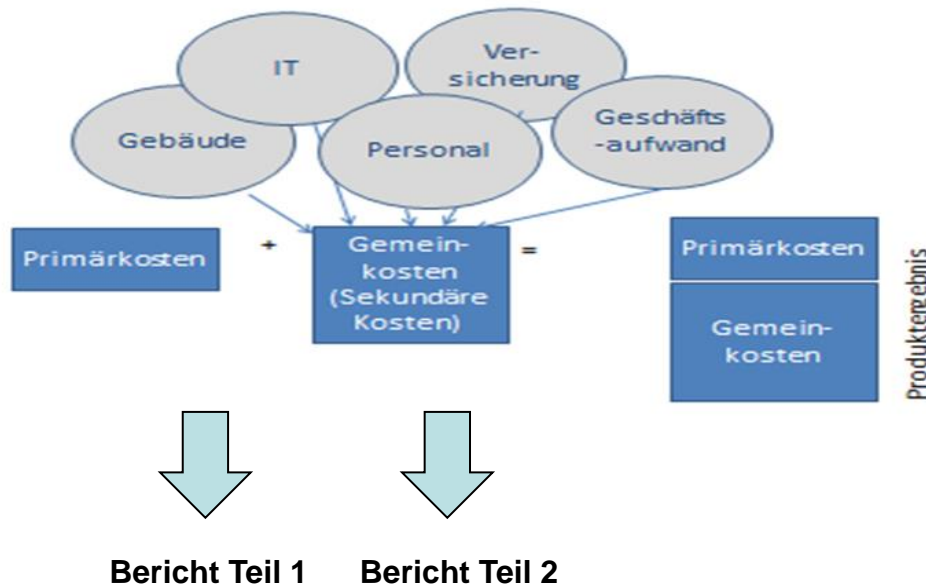 IT
Ver-
sicherung
Gebäude
Personal
Geschäfts
-aufwand
Primärkosten
+
Gemein-
kosten
(Sekundäre
Kosten)
=
Primärkosten
Gemein-
kosten
Produktergebnis
Bericht Teil 1
Bericht Teil 2